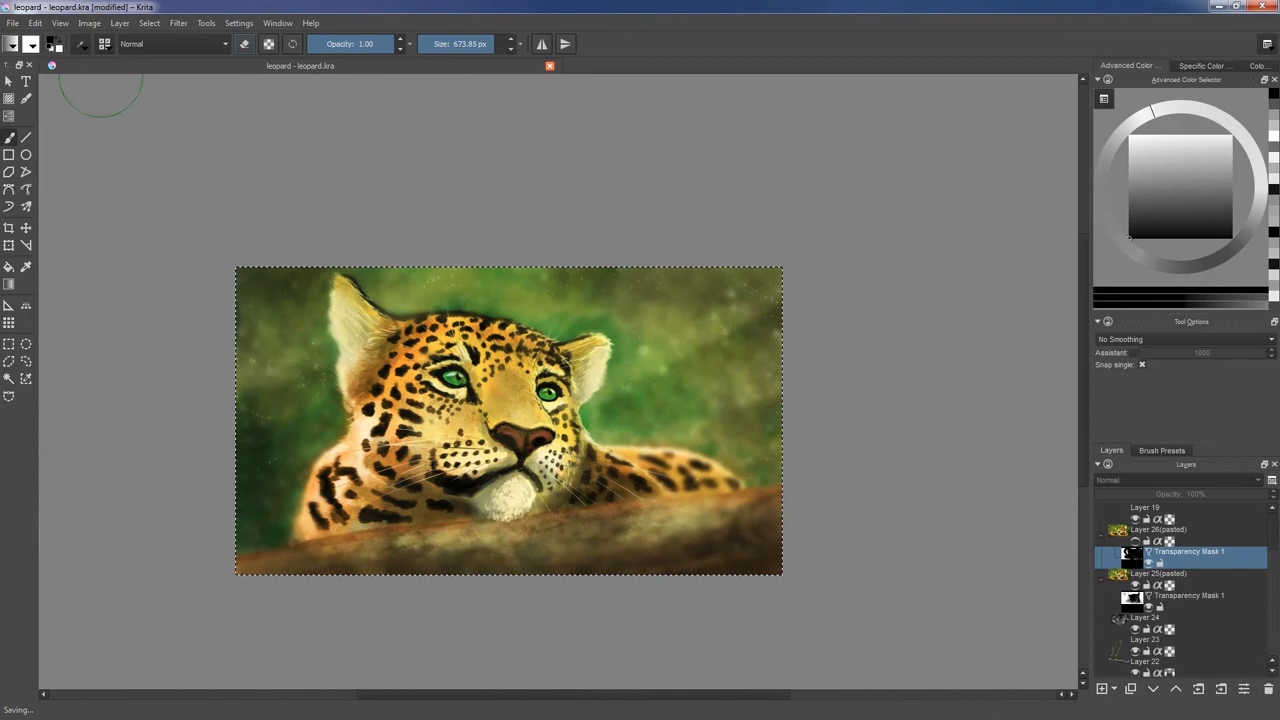 leopard - leopard.kra [modified] – Krita
File Edit View Image Layer Select Filter Tools Settings Window Help
Normal Opacity: 1.00 Size: 673.85 px
leopard - leopard.kra
T...
Advanced Color ... Specific Color ... Colo...
Advanced Color Selector
Tool Options
No Smoothing
Assistant: 1000
Snap single:
Layers Brush Presets
Layers
Normal
Opacity: 100%
Layer 19
Layer 26(pasted)
Transparency Mask 1
Layer 25(pasted)
Transparency Mask 1
Layer 24
Layer 23
Layer 22
Saving...